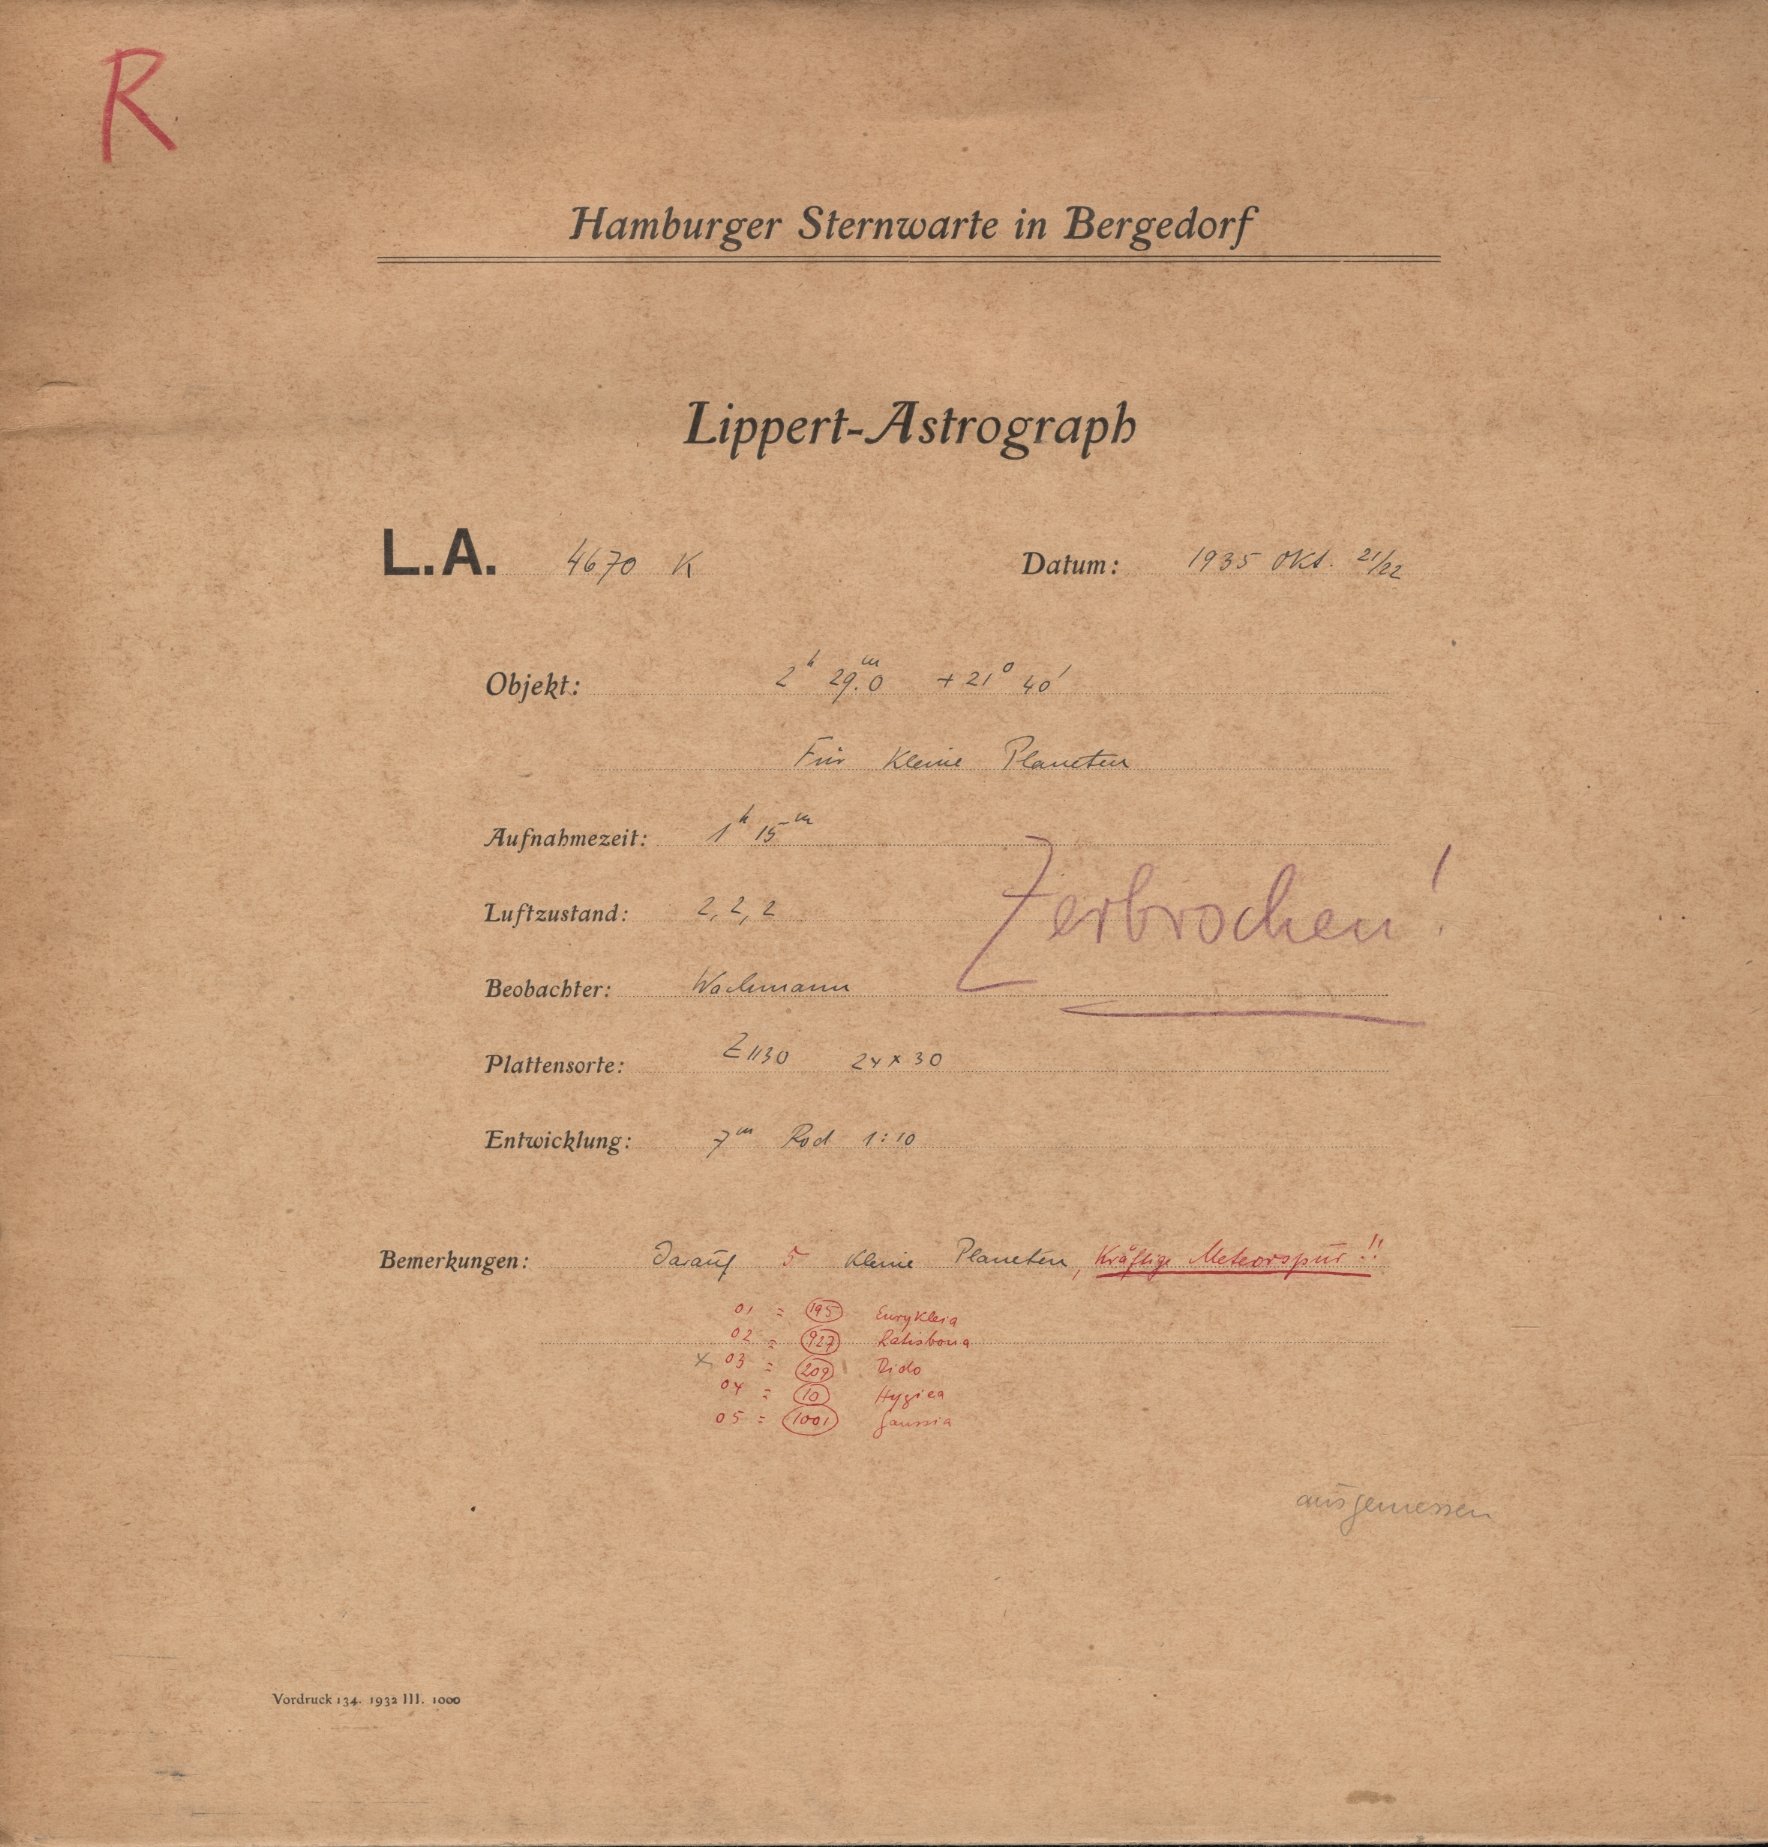 R
Hamburger Sternwarte in Bergedorf
Lippert-Astrograph
L.A. 4670 K Datum: 1935 Okt. 21/22
Objekt: 2h 29m.0 +21° 40'
Für Kleine Planeten
Aufnahmezeit: 1h 15m
Zerbrochen!
Luftzustand: 2, 2, 2
Beobachter: Wachmann
Plattensorte: Z1130 24 x 30
Entwicklung: 7m Rod 1:10
Bemerkungen: Darauf 5 Kleine Planeten, Kräftige Meteorspur!!
01 = 195 Eurykleia
02 = 927 Ratisbona
x 03 = 209 Dido
04 = 10 Hygiea
05 = 1001 Gaussia
ausgemessen
Vordruck 134. 1932 III. 1000